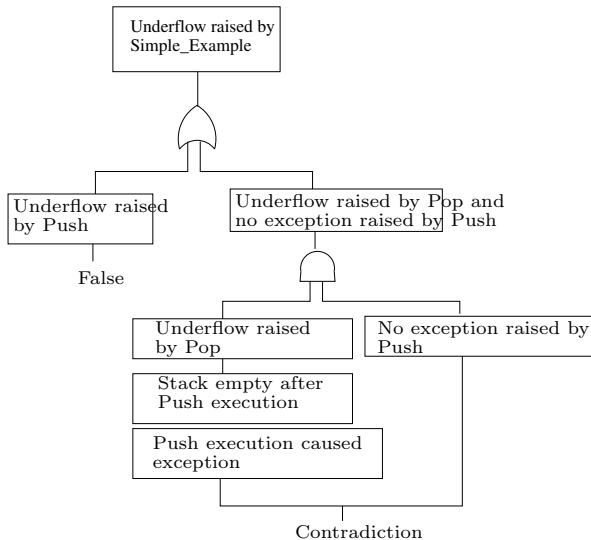 Underflow raised by
Simple_Example
Underflow raised
by Push
Underflow raised by Pop and
no exception raised by Push
False
Underflow raised
by Pop
No exception raised by
Push
Stack empty after
Push execution
Push execution caused
exception
Contradiction